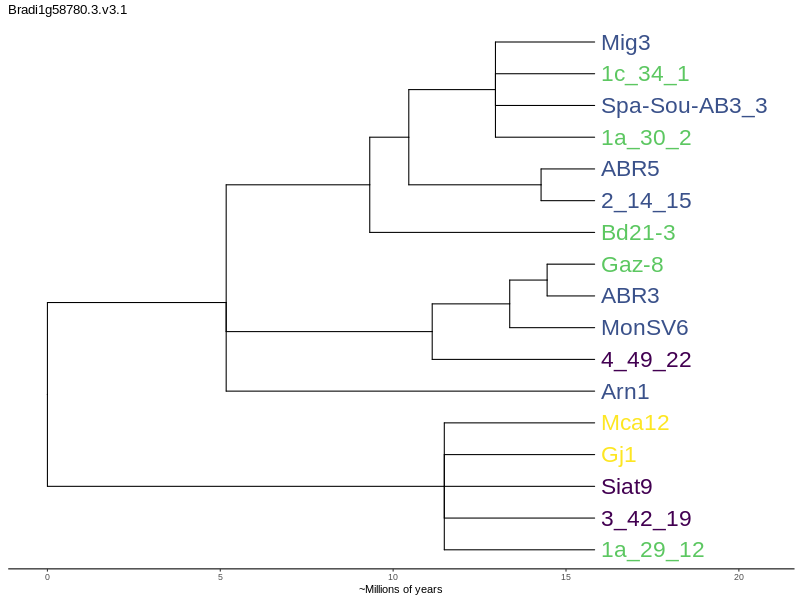 Bradi1g58780.3.v3.1
Mig3
1c_34_1
Spa-Sou-AB3_3
1a_30_2
ABR5
2_14_15
Bd21-3
Gaz-8
ABR3
MonSV6
4_49_22
Arn1
Mca12
Gj1
Siat9
3_42_19
1a_29_12
0 5 10 15 20
~Millions of years